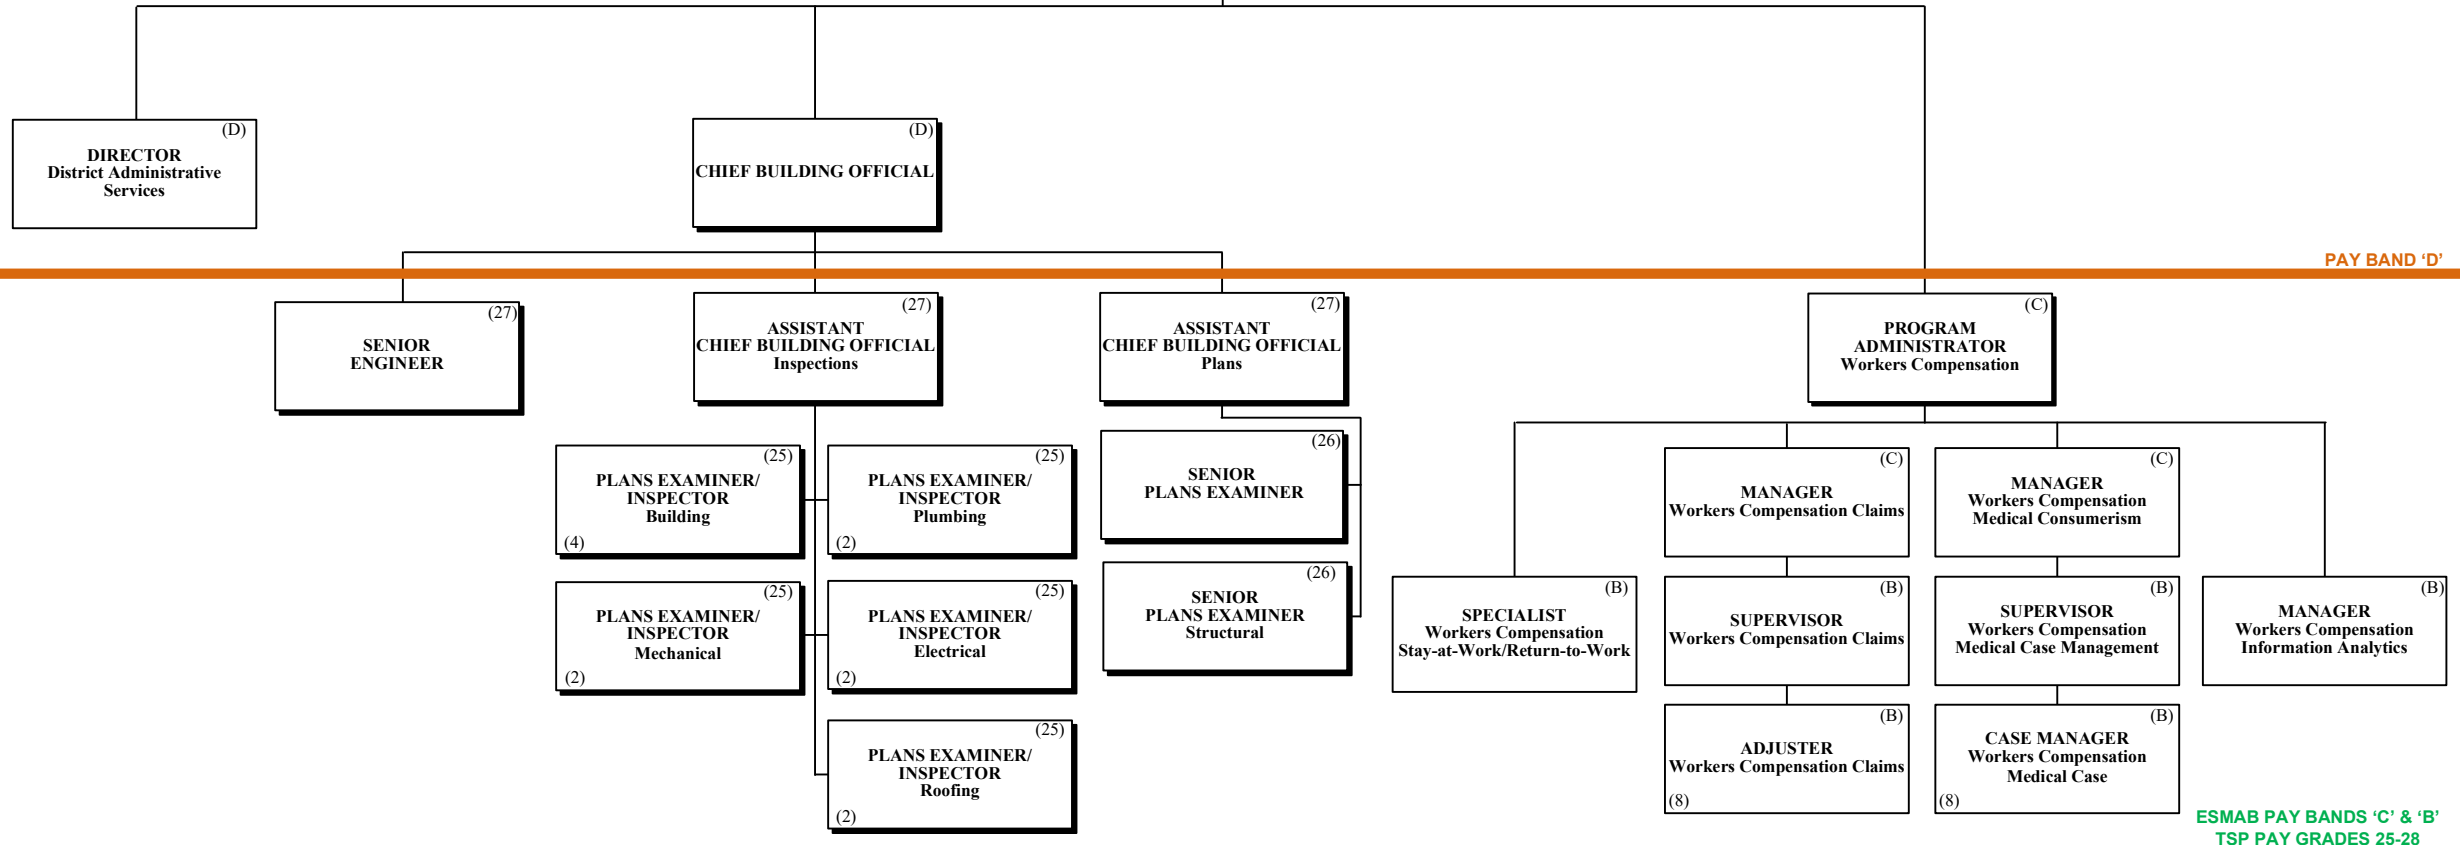 (D)
DIRECTOR
District Administrative
Services
(D)
CHIEF BUILDING OFFICIAL
PAY BAND ‘D’
(27)
SENIOR
ENGINEER
(27)
ASSISTANT
CHIEF BUILDING OFFICIAL
Inspections
(27)
ASSISTANT
CHIEF BUILDING OFFICIAL
Plans
(C)
PROGRAM
ADMINISTRATOR
Workers Compensation
(25)
PLANS EXAMINER/
INSPECTOR
Building
(4)
(25)
PLANS EXAMINER/
INSPECTOR
Plumbing
(2)
(26)
SENIOR
PLANS EXAMINER
(C)
MANAGER
Workers Compensation Claims
(C)
MANAGER
Workers Compensation
Medical Consumerism
(25)
PLANS EXAMINER/
INSPECTOR
Mechanical
(2)
(25)
PLANS EXAMINER/
INSPECTOR
Electrical
(2)
(26)
SENIOR
PLANS EXAMINER
Structural
(B)
SPECIALIST
Workers Compensation
Stay-at-Work/Return-to-Work
(B)
SUPERVISOR
Workers Compensation Claims
(B)
SUPERVISOR
Workers Compensation
Medical Case Management
(B)
MANAGER
Workers Compensation
Information Analytics
(25)
PLANS EXAMINER/
INSPECTOR
Roofing
(2)
(B)
ADJUSTER
Workers Compensation Claims
(8)
(B)
CASE MANAGER
Workers Compensation
Medical Case
(8)
ESMAB PAY BANDS ‘C’ & ‘B’
TSP PAY GRADES 25-28